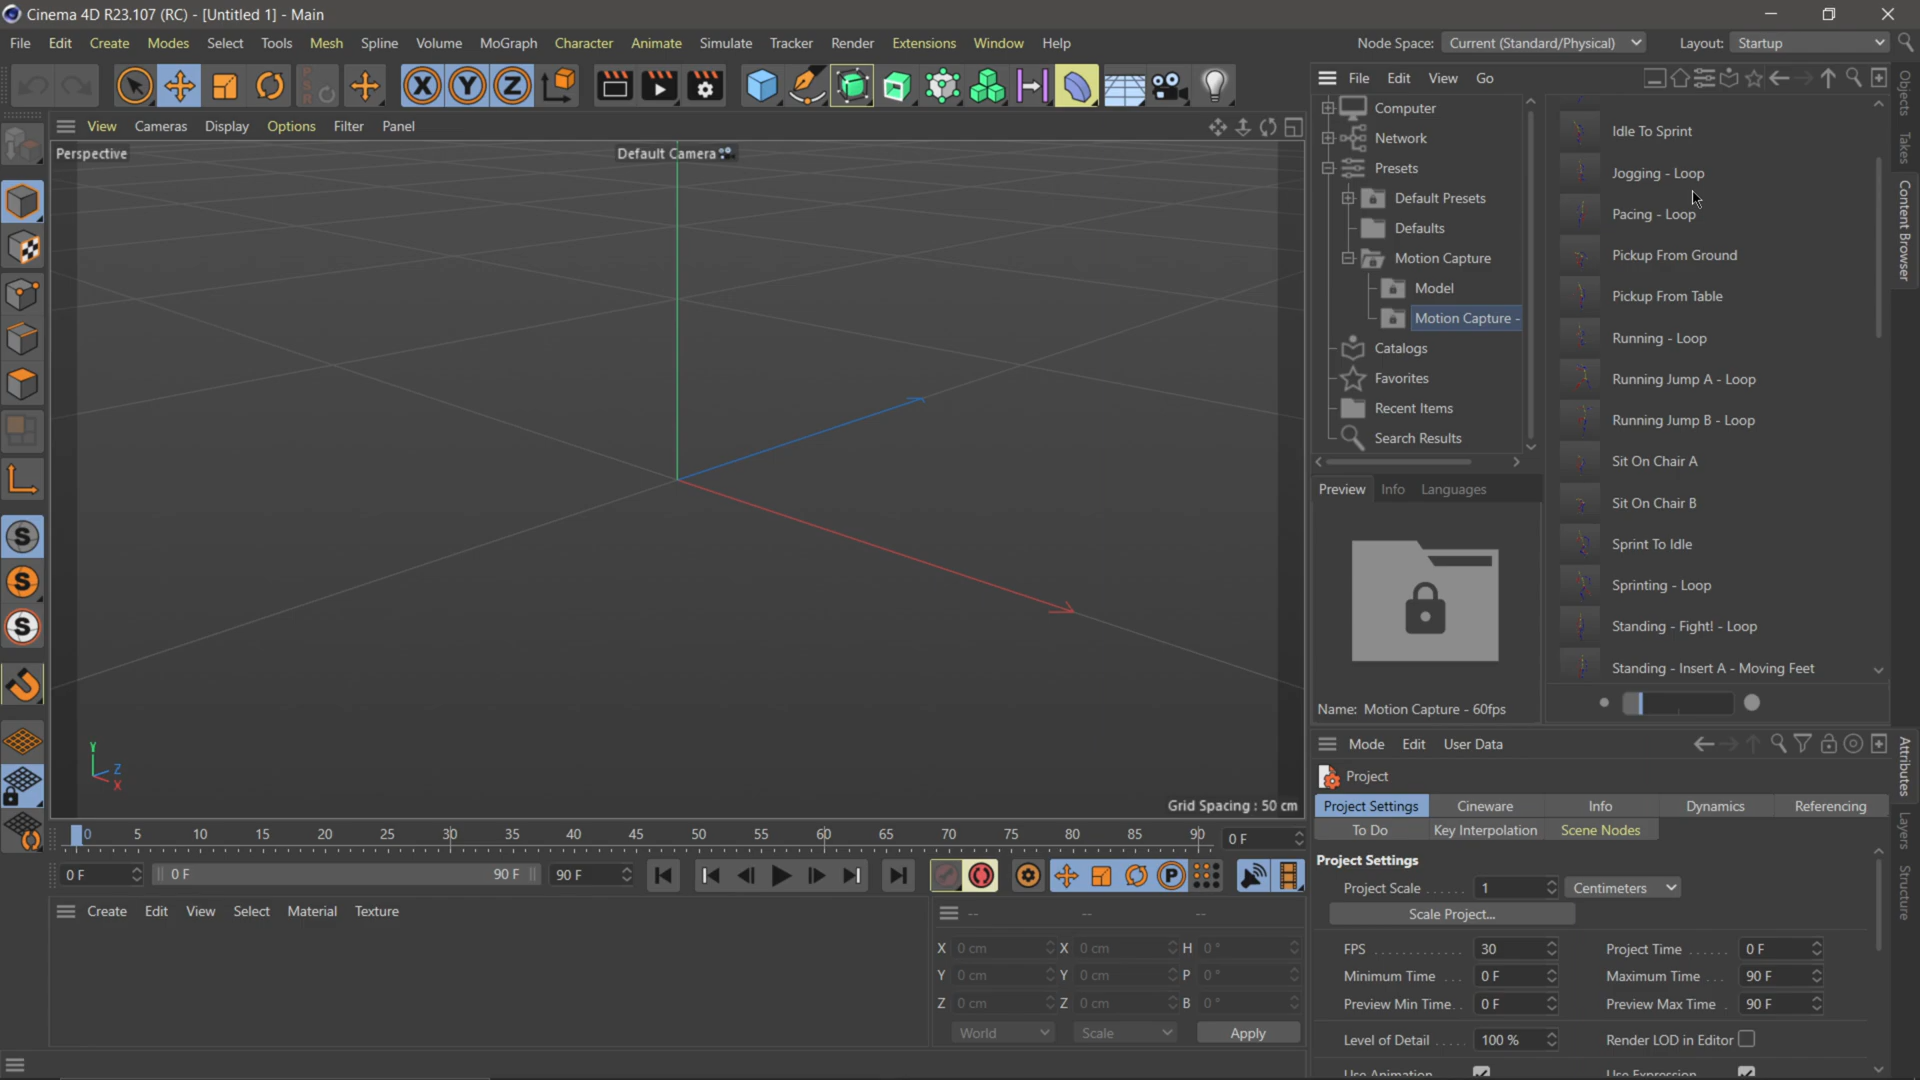 Cinema 4D R23.107 (RC) - [Untitled 1] - Main
File Edit Create Modes Select Tools Mesh Spline Volume MoGraph Character Animate Simulate Tracker Render Extensions Window Help
Node Space: Current (Standard/Physical) Layout: Startup
X Y Z
File Edit View Go
View Cameras Display Options Filter Panel
Perspective
Default Camera
Computer
Network
Presets
Default Presets
Defaults
Motion Capture
Model
Motion Capture -
Catalogs
Favorites
Recent Items
Search Results
Idle To Sprint
Jogging - Loop
Pacing - Loop
Pickup From Ground
Pickup From Table
Running - Loop
Running Jump A - Loop
Running Jump B - Loop
Sit On Chair A
Sit On Chair B
Sprint To Idle
Sprinting - Loop
Standing - Fight! - Loop
Standing - Insert A - Moving Feet
Objects
Takes
Content Browser
Preview Info Languages
Name: Motion Capture - 60fps
S
S
S
Y
Z
X
Grid Spacing : 50 cm
0 5 10 15 20 25 30 35 40 45 50 55 60 65 70 75 80 85 90 0 F
0 F 0 F 90 F 90 F P
Create Edit View Select Material Texture
-- -- --
X 0 cm X 0 cm H 0 °
Y 0 cm Y 0 cm P 0 °
Z 0 cm Z 0 cm B 0 °
World Scale Apply
Mode Edit User Data
Project
Project Settings Cineware Info Dynamics Referencing
To Do Key Interpolation Scene Nodes
Project Settings
Project Scale . . . . . . 1 Centimeters
Scale Project...
FPS . . . . . . . . . . . . . 30 Project Time . . . . . . 0 F
Minimum Time . . . 0 F Maximum Time . . . 90 F
Preview Min Time. . 0 F Preview Max Time . 90 F
Level of Detail . . . . . 100 % Render LOD in Editor
Use Animation Use Expression
Attributes
Layers
Structure